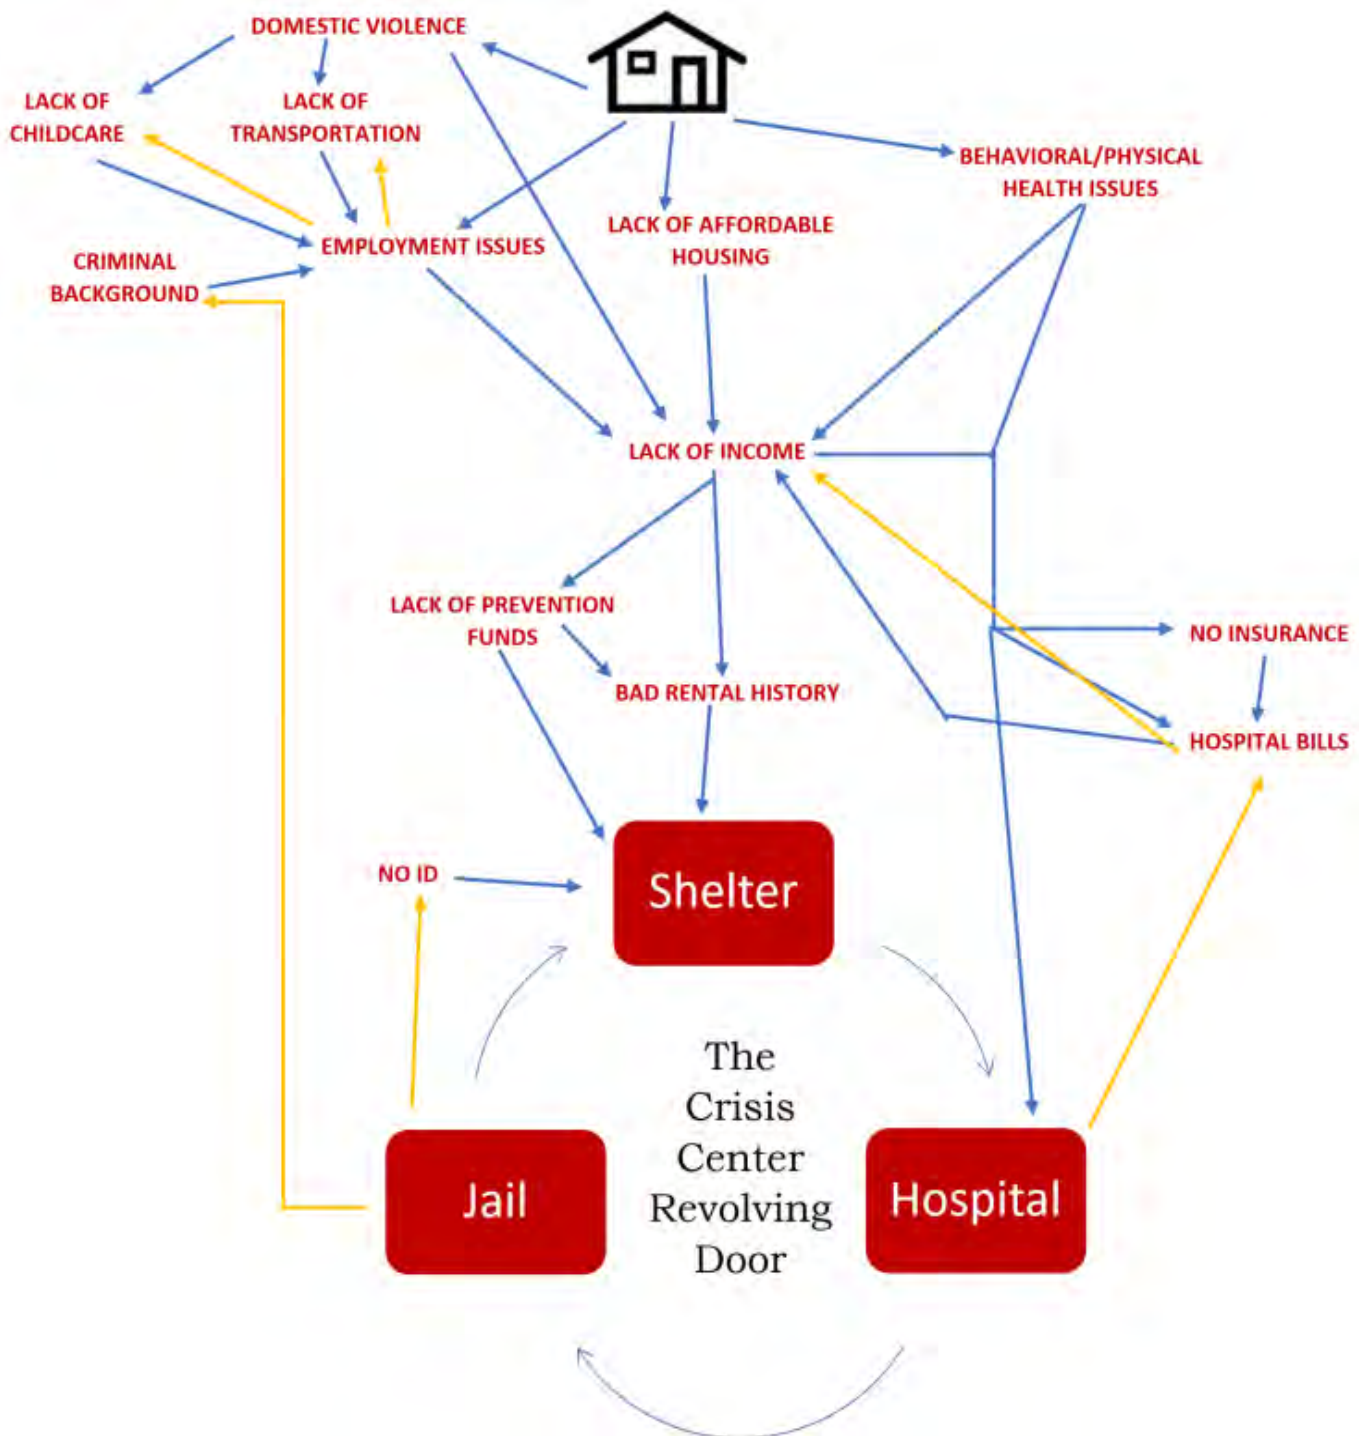 DOMESTIC VIOLENCE
LACK OF
CHILDCARE
LACK OF
TRANSPORTATION
BEHAVIORAL/PHYSICAL
HEALTH ISSUES
LACK OF AFFORDABLE
HOUSING
EMPLOYMENT ISSUES
CRIMINAL
BACKGROUND
LACK OF INCOME
LACK OF PREVENTION
FUNDS
NO INSURANCE
BAD RENTAL HISTORY
HOSPITAL BILLS
NO ID
Shelter
The
Crisis
Center
Revolving
Door
Jail
Hospital